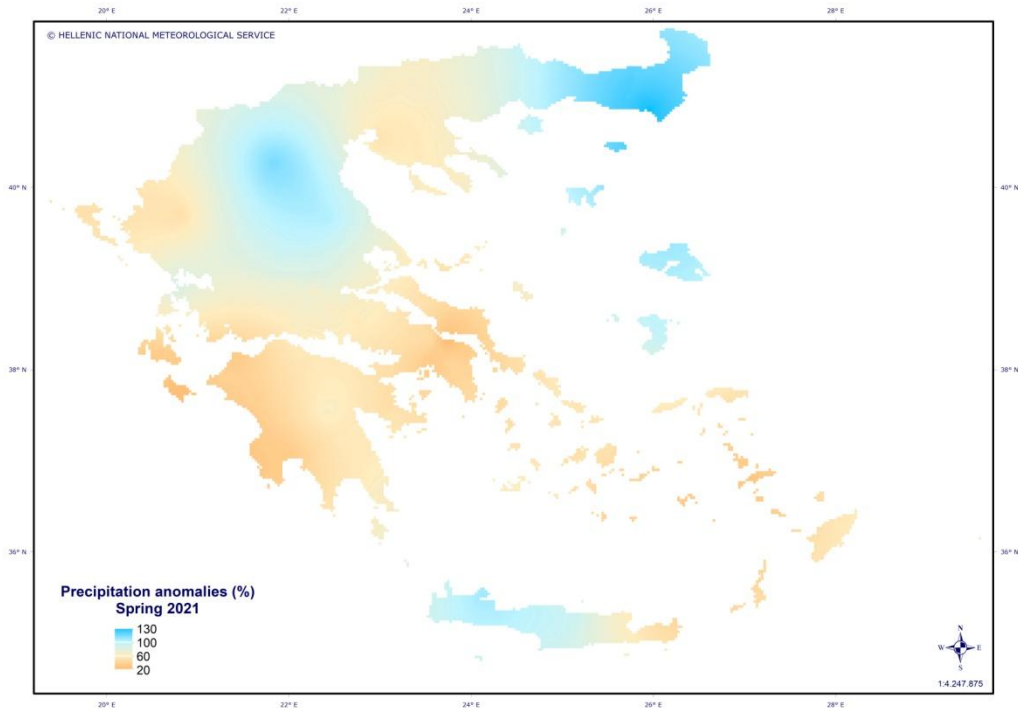 20° E 22° E 24° E 26° E 28° E
© HELLENIC NATIONAL METEOROLOGICAL SERVICE
40° N 40° N
38° N 38° N
36° N 36° N
Precipitation anomalies (%)
Spring 2021
130
100
60
20
N
W E
S
1:4.247.875
20° E 22° E 24° E 26° E 28° E